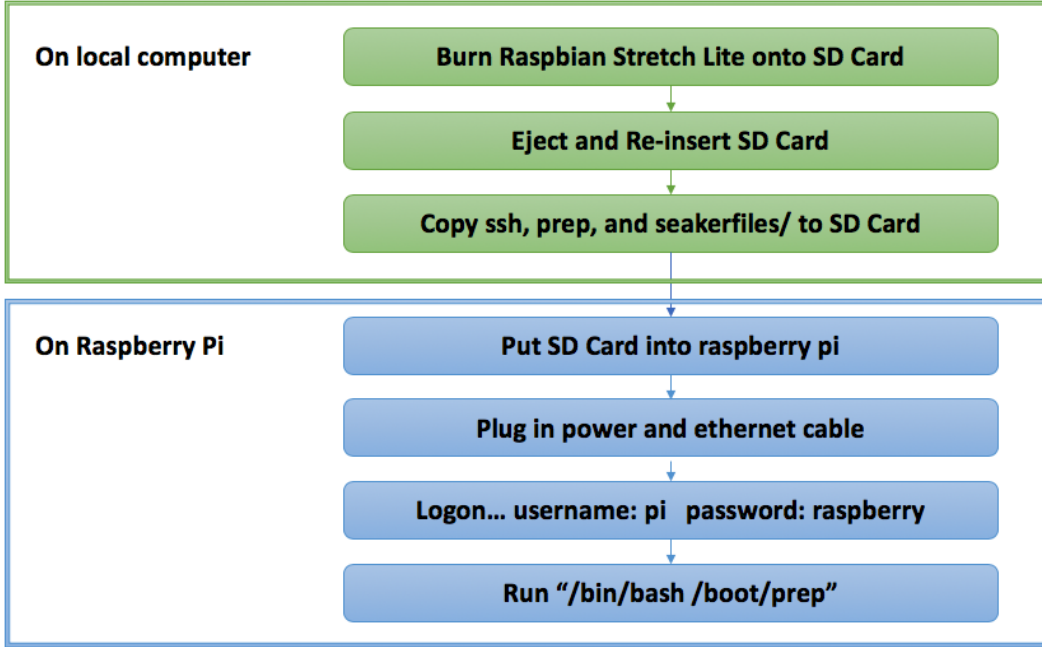 On local computer
Burn Raspbian Stretch Lite onto SD Card
Eject and Re-insert SD Card
Copy ssh, prep, and seakerfiles/ to SD Card
On Raspberry Pi
Put SD Card into raspberry pi
Plug in power and ethernet cable
Logon… username: pi   password: raspberry
Run “/bin/bash /boot/prep”